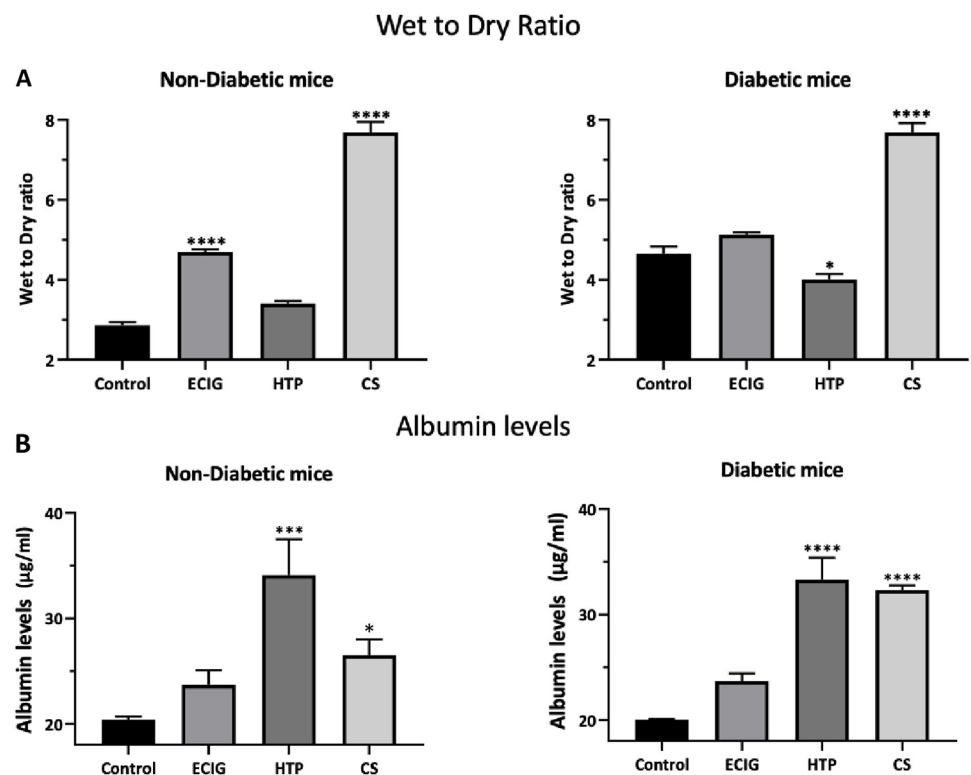 Wet to Dry Ratio
A
Non-Diabetic mice
Wet to Dry ratio
8
6
4
2
****
****
Control ECIG HTP CS
Diabetic mice
Wet to Dry ratio
8
6
4
2
*
****
Control ECIG HTP CS
Albumin levels
B
Non-Diabetic mice
Albumin levels (µg/ml)
40
30
20
***
*
Control ECIG HTP CS
Diabetic mice
Albumin levels (µg/ml)
40
30
20
****
****
Control ECIG HTP CS